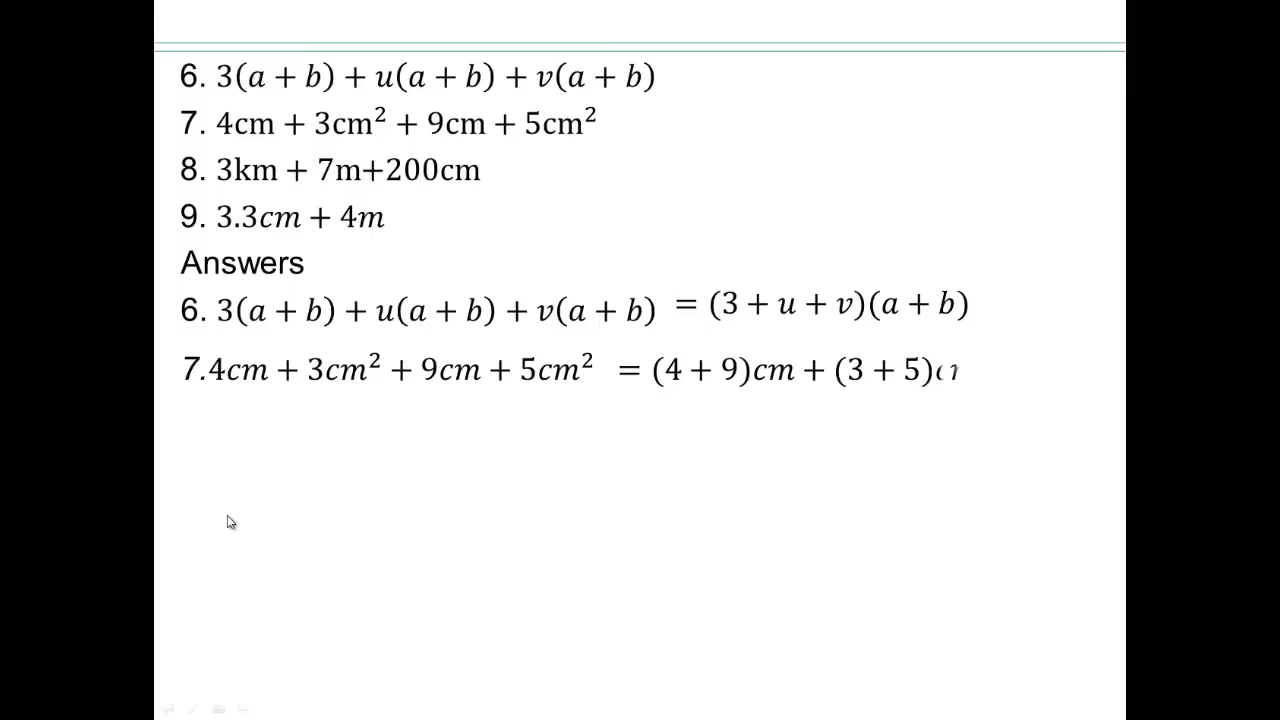 6. 3(a + b) + u(a + b) + v(a + b)
7. 4cm + 3cm² + 9cm + 5cm²
8. 3km + 7m+200cm
9. 3.3cm + 4m
Answers
6. 3(a + b) + u(a + b) + v(a + b) = (3 + u + v)(a + b)
7.4cm + 3cm² + 9cm + 5cm² = (4 + 9)cm + (3 + 5)